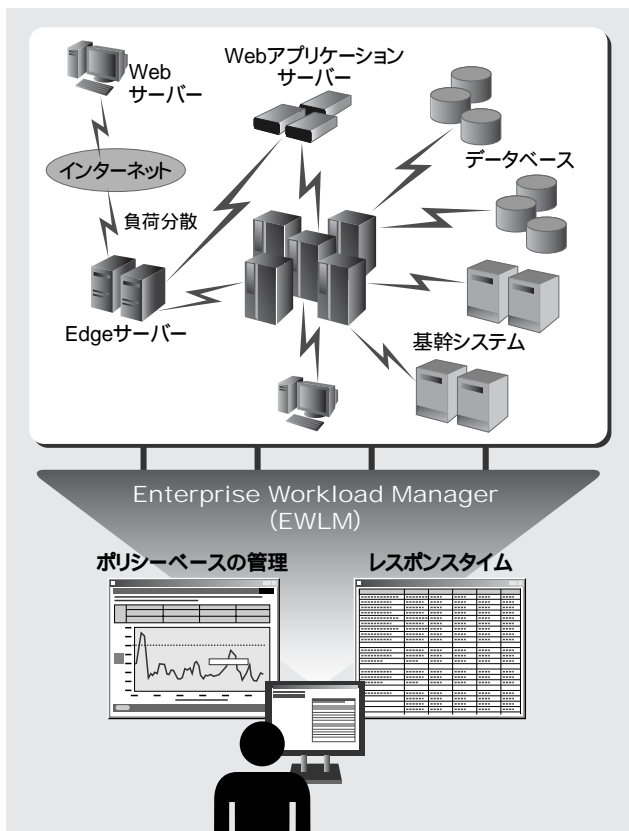 Web
サーバー
Webアプリケーション
サーバー
データベース
インターネット
負荷分散
Edgeサーバー
基幹システム
Enterprise Workload Manager
(EWLM)
ポリシーベースの管理
レスポンスタイム